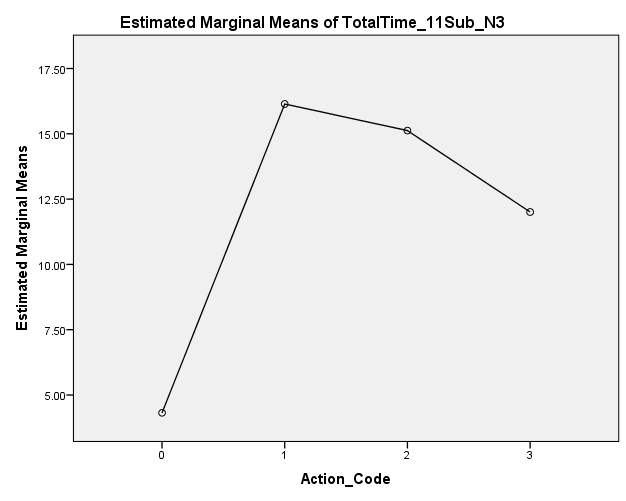 Estimated Marginal Means of TotalTime_11Sub_N3
17.50
15.00
12.50
10.00
7.50
5.00
Estimated Marginal Means
0 1 2 3
Action_Code